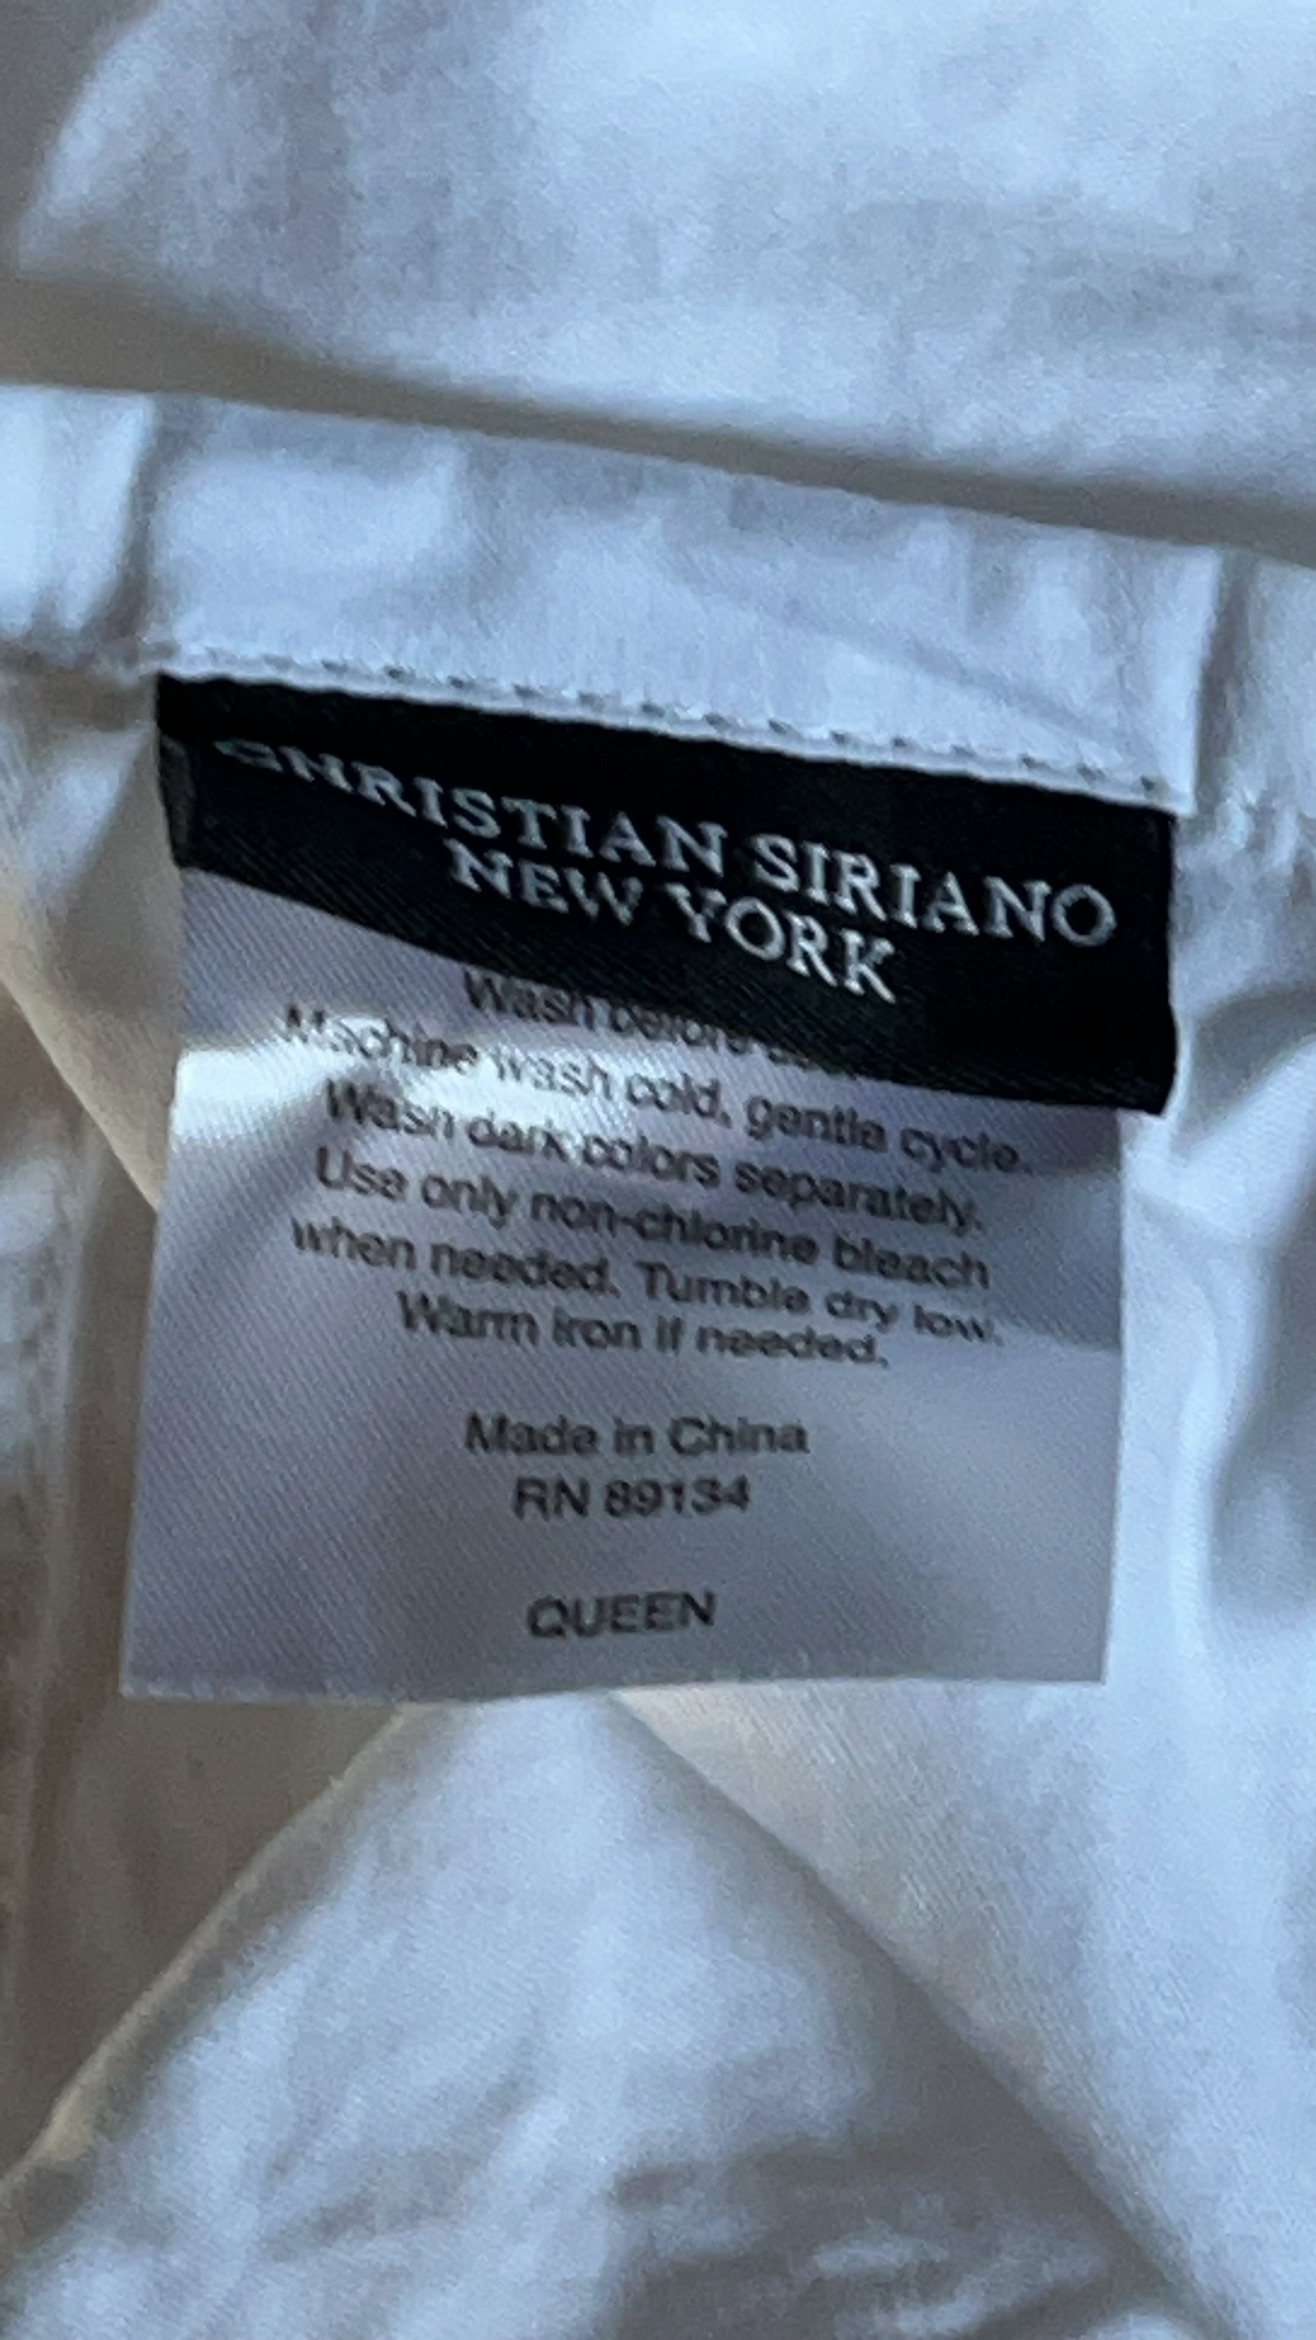 CHRISTIAN SIRIANO
NEW YORK
Wash before
Machine wash cold, gentle cycle.
Wash dark colors separately.
Use only non-chlorine bleach
when needed. Tumble dry low.
Warm iron if needed.
Made in China
RN 89134
QUEEN